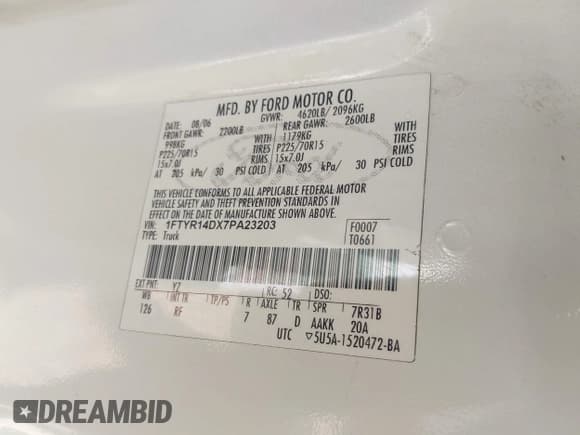 MFD. BY FORD MOTOR CO.
DATE: 08/06 GVWR: 4620LB/ 2096KG
FRONT GAWR: 2200LB REAR GAWR: 2600LB
998KG WITH 1179KG WITH
P225/70R15 TIRES P225/70R15 TIRES
15x7.0J RIMS 15x7.0J RIMS
AT 205 kPa/ 30 PSI COLD AT 205 kPa/ 30 PSI COLD
THIS VEHICLE CONFORMS TO ALL APPLICABLE FEDERAL MOTOR
VEHICLE SAFETY AND THEFT PREVENTION STANDARDS IN
EFFECT ON THE DATE OF MANUFACTURE SHOWN ABOVE.
VIN: 1FTYR14DX7PA23203 F0007
TYPE: Truck T0661
EXT PNT: Y7 RC: 52 DSO:
WB INT TR TP/PS R AXLE TR SPR 7R31B
126 RF 7 87 D AAKK 20A
UTC ▽5U5A-1520472-BA
DREAMBID